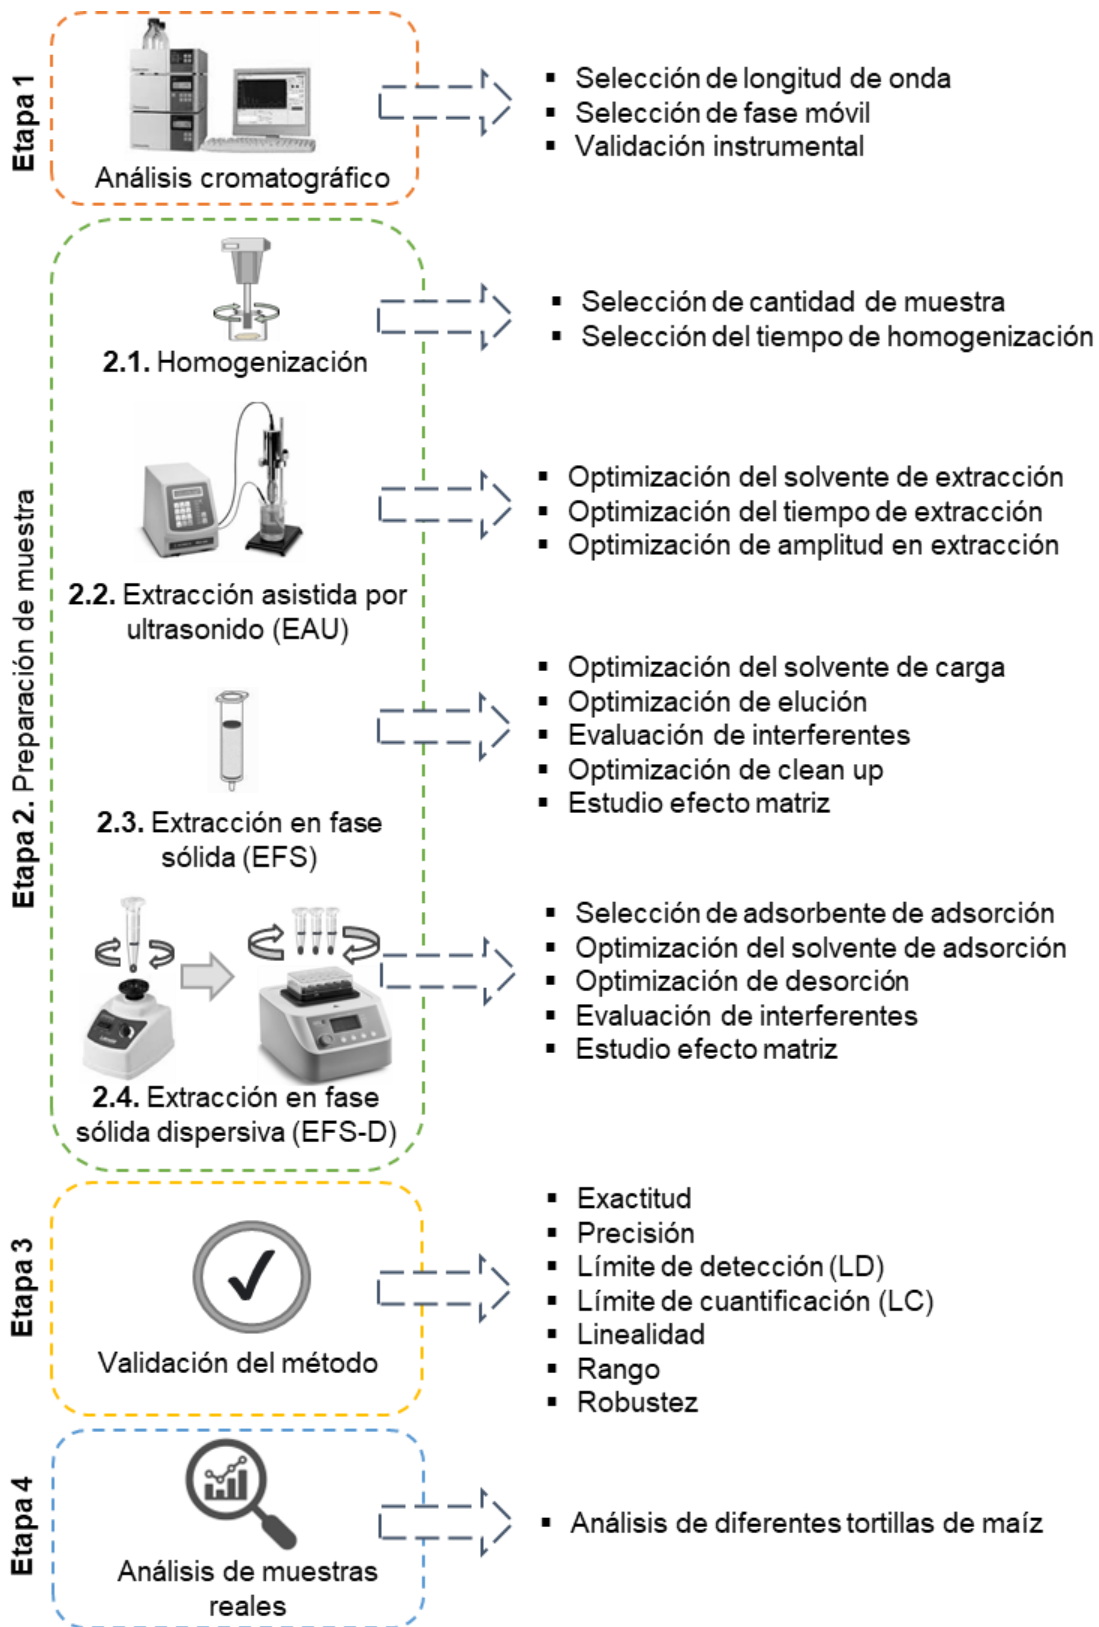 Etapa 1
Análisis cromatográfico
▪ Selección de longitud de onda
▪ Selección de fase móvil
▪ Validación instrumental
Etapa 2. Preparación de muestra
2.1. Homogenización
▪ Selección de cantidad de muestra
▪ Selección del tiempo de homogenización
2.2. Extracción asistida por
ultrasonido (EAU)
▪ Optimización del solvente de extracción
▪ Optimización del tiempo de extracción
▪ Optimización de amplitud en extracción
2.3. Extracción en fase
sólida (EFS)
▪ Optimización del solvente de carga
▪ Optimización de elución
▪ Evaluación de interferentes
▪ Optimización de clean up
▪ Estudio efecto matriz
2.4. Extracción en fase
sólida dispersiva (EFS-D)
▪ Selección de adsorbente de adsorción
▪ Optimización del solvente de adsorción
▪ Optimización de desorción
▪ Evaluación de interferentes
▪ Estudio efecto matriz
Etapa 3
Validación del método
▪ Exactitud
▪ Precisión
▪ Límite de detección (LD)
▪ Límite de cuantificación (LC)
▪ Linealidad
▪ Rango
▪ Robustez
Etapa 4
Análisis de muestras
reales
▪ Análisis de diferentes tortillas de maíz